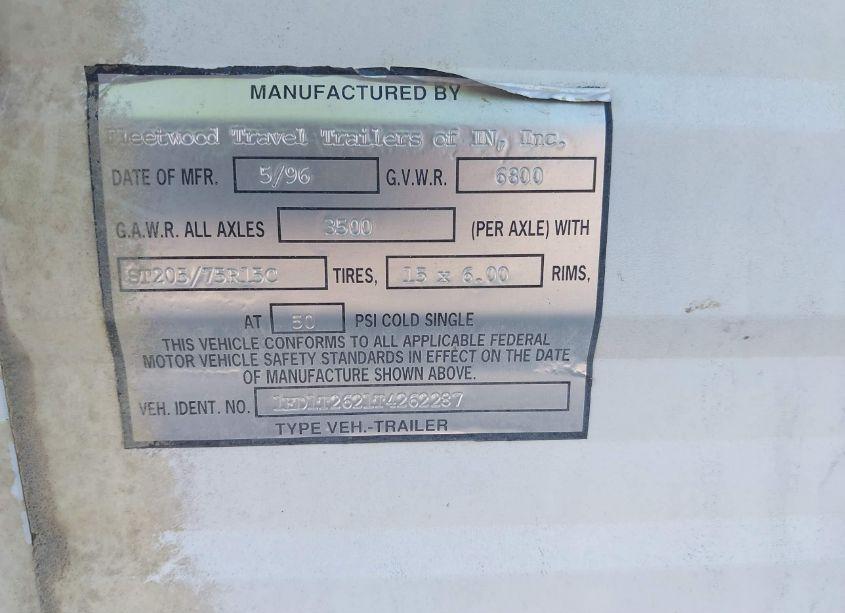 MANUFACTURED BY
Fleetwood Travel Trailers of IN, Inc.
DATE OF MFR. 5/96 G.V.W.R. 6800
G.A.W.R. ALL AXLES 3500 (PER AXLE) WITH
ST205/75R15C TIRES, 15 x 6.00 RIMS,
AT 50 PSI COLD SINGLE
THIS VEHICLE CONFORMS TO ALL APPLICABLE FEDERAL
MOTOR VEHICLE SAFETY STANDARDS IN EFFECT ON THE DATE
OF MANUFACTURE SHOWN ABOVE.
VEH. IDENT. NO.
TYPE VEH.-TRAILER